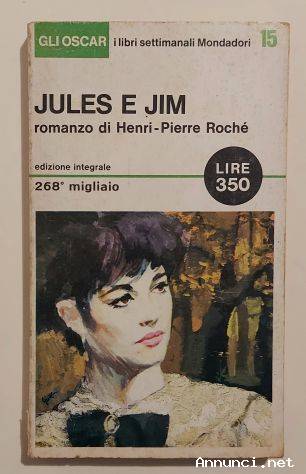 GLI OSCAR i libri settimanali Mondadori 15
JULES E JIM
romanzo di Henri-Pierre Roché
edizione integrale
268° migliaio
LIRE
350
Annunci.net